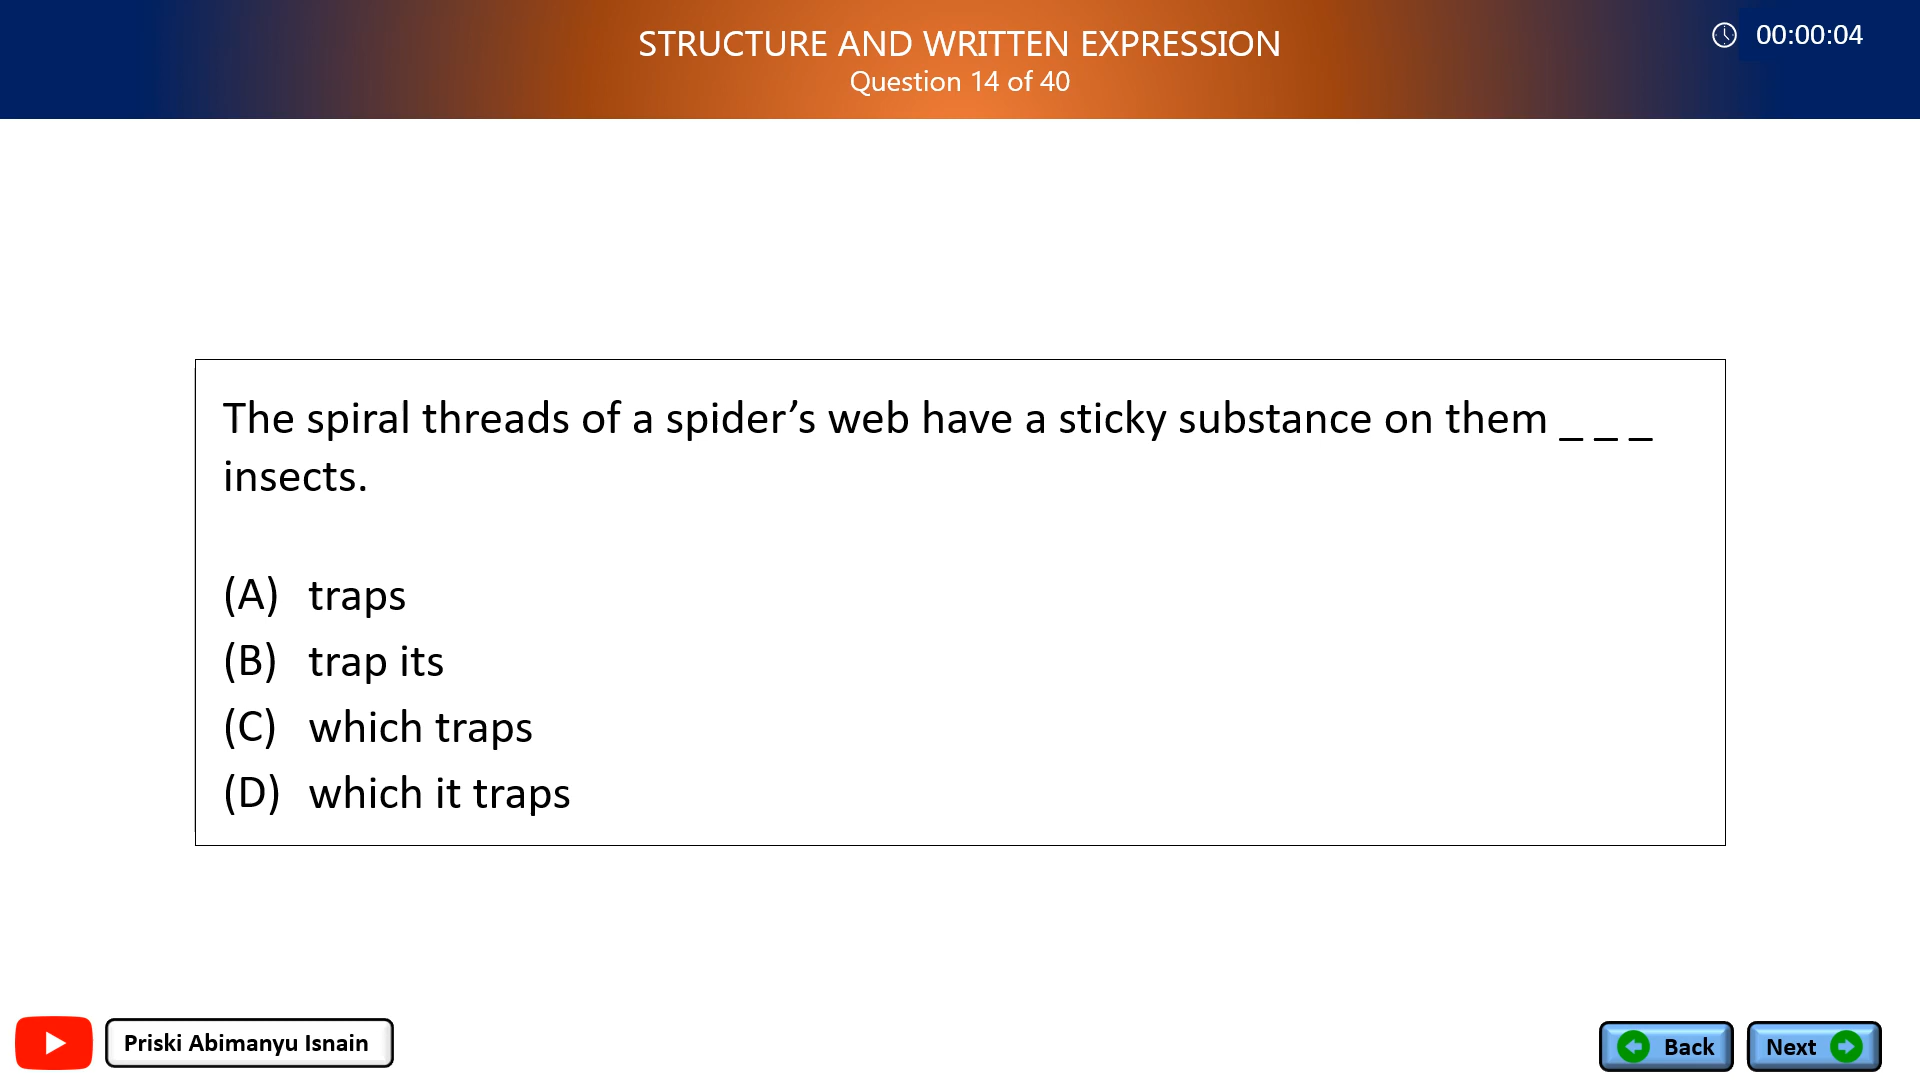 STRUCTURE AND WRITTEN EXPRESSION
Question 14 of 40
00:00:04
The spiral threads of a spider’s web have a sticky substance on them _ _ _
insects.
(A) traps
(B) trap its
(C) which traps
(D) which it traps
Priski Abimanyu Isnain
Back
Next